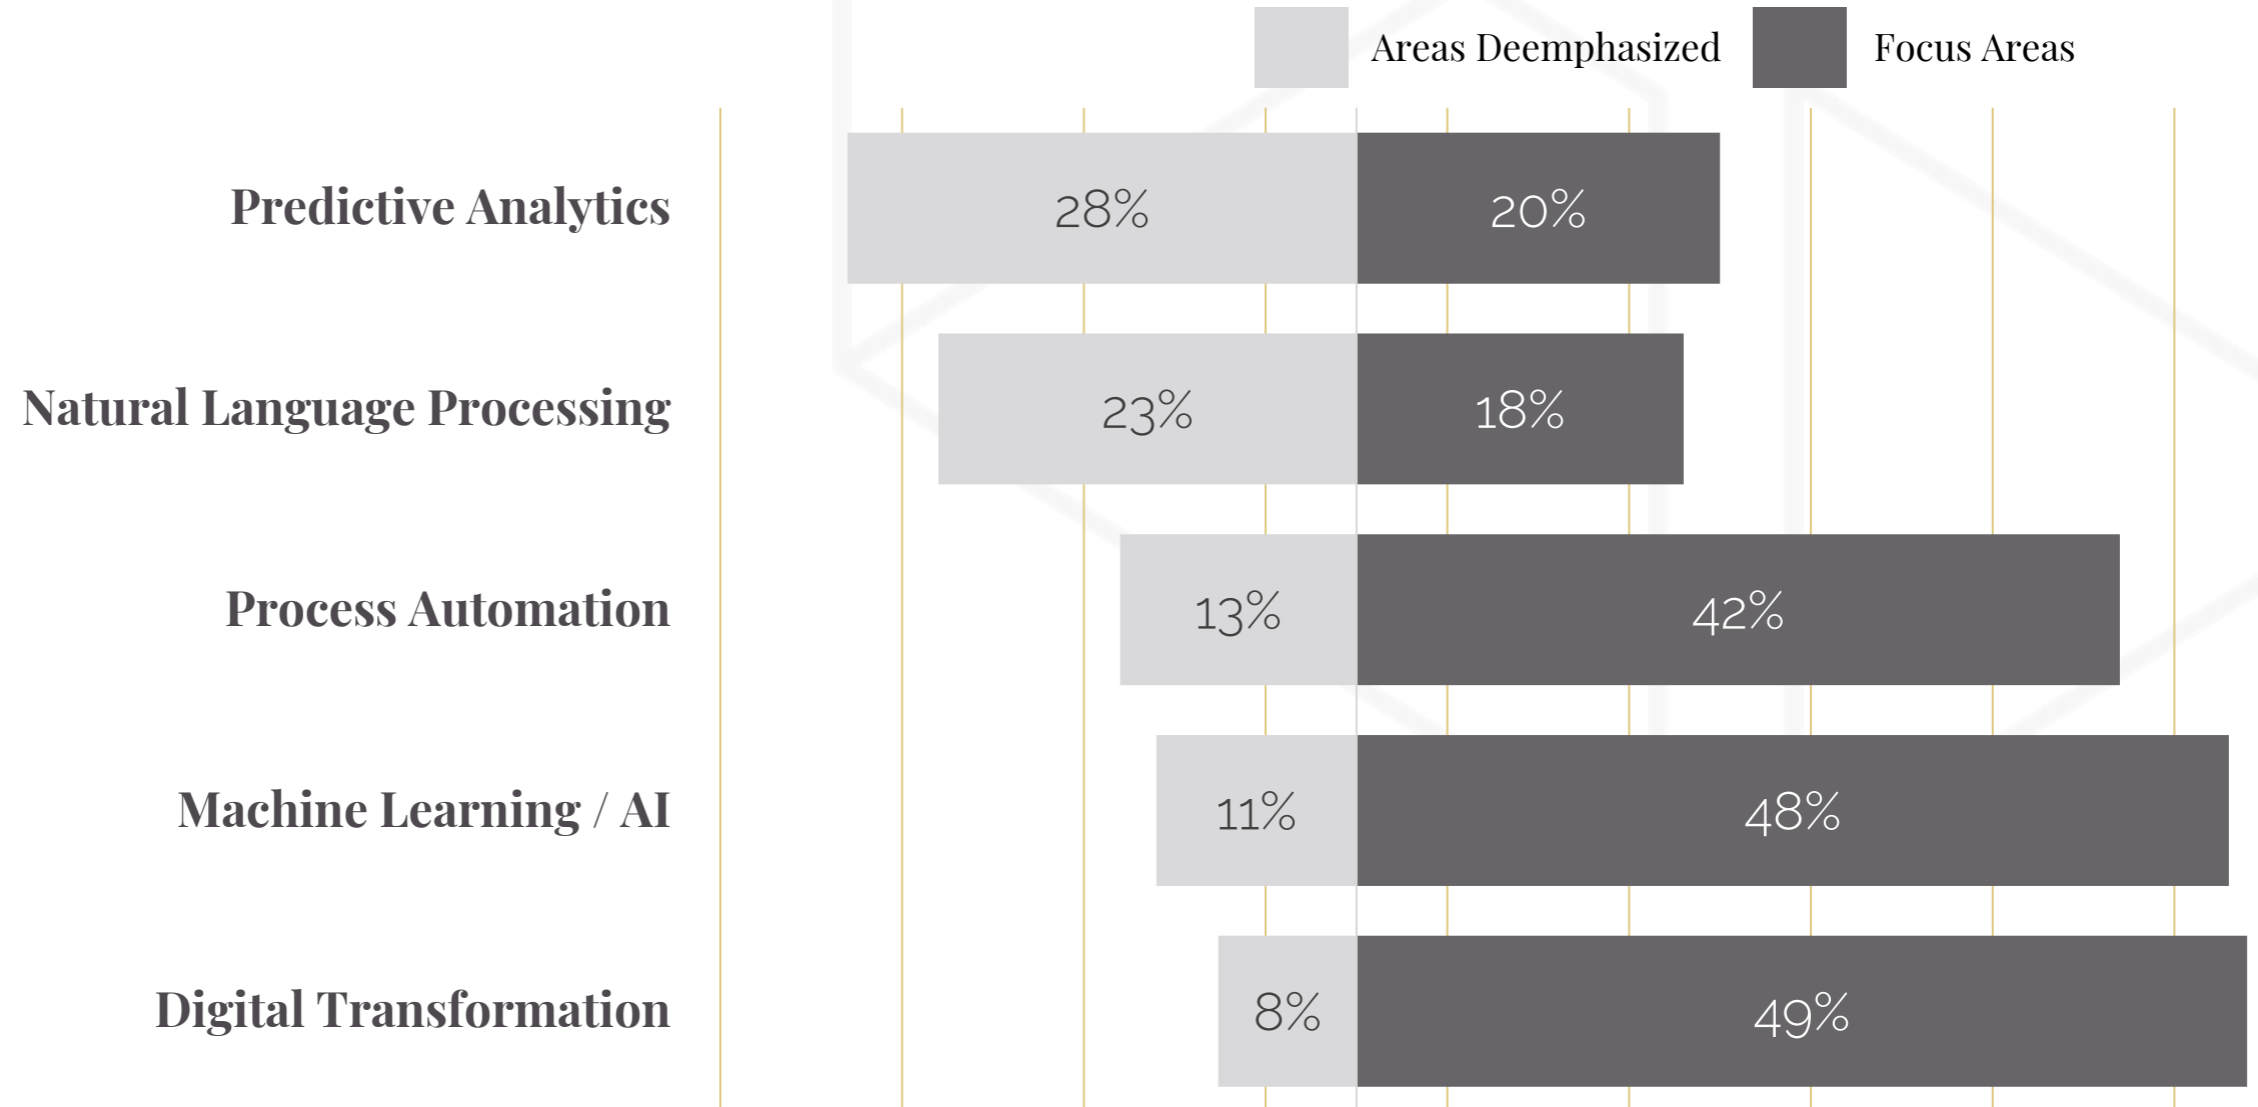 Areas Deemphasized Focus Areas
Predictive Analytics 28% 20%
Natural Language Processing 23% 18%
Process Automation 13% 42%
Machine Learning / AI 11% 48%
Digital Transformation 8% 49%